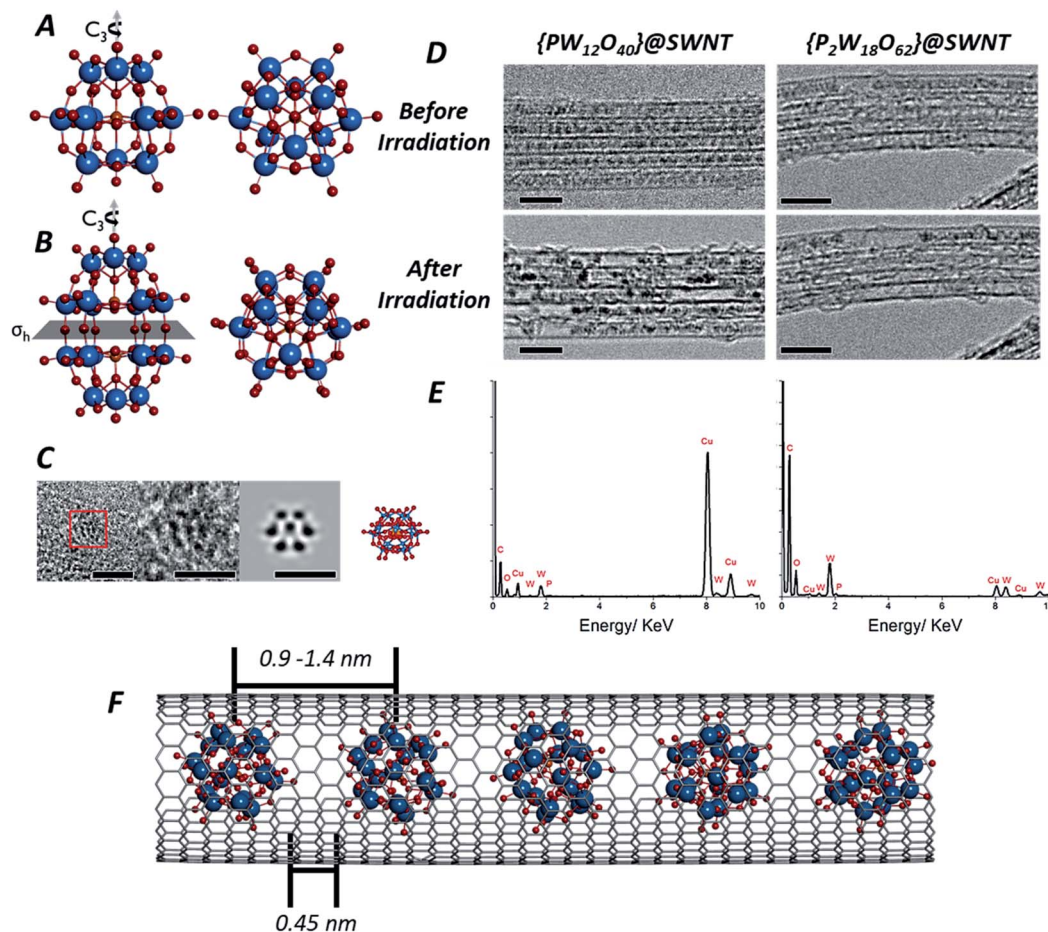 A
C3
B
C3
σh
C
D
{PW12O40}@SWNT
{P2W18O62}@SWNT
Before
Irradiation
After
Irradiation
E
C
O
Cu
W
W
P
Cu
W
Cu
W
0 2 4 6 8 10
Energy/ KeV
C
O
Cu
W
W
P
Cu
W
Cu
W
0 2 4 6 8 10
Energy/ KeV
F
0.9 -1.4 nm
0.45 nm